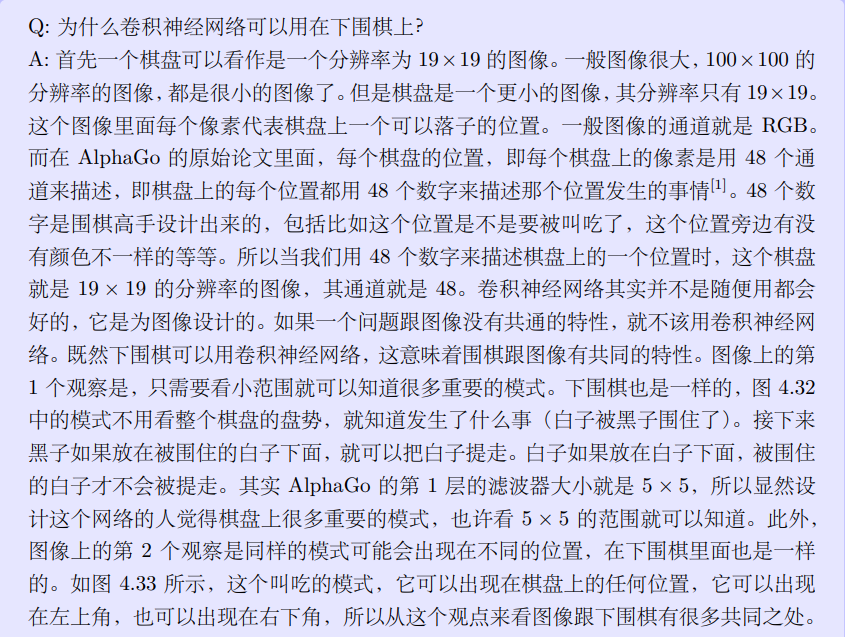 Q: 为什么卷积神经网络可以用在下围棋上?
A: 首先一个棋盘可以看作是一个分辨率为 19×19 的图像。一般图像很大，100×100 的
分辨率的图像，都是很小的图像了。但是棋盘是一个更小的图像，其分辨率只有 19×19。
这个图像里面每个像素代表棋盘上一个可以落子的位置。一般图像的通道就是 RGB。
而在 AlphaGo 的原始论文里面，每个棋盘的位置，即每个棋盘上的像素是用 48 个通
道来描述，即棋盘上的每个位置都用 48 个数字来描述那个位置发生的事情[1]。48 个数
字是围棋高手设计出来的，包括比如这个位置是不是要被叫吃了，这个位置旁边有没
有颜色不一样的等等。所以当我们用 48 个数字来描述棋盘上的一个位置时，这个棋盘
就是 19 × 19 的分辨率的图像，其通道就是 48。卷积神经网络其实并不是随便用都会
好的，它是为图像设计的。如果一个问题跟图像没有共通的特性，就不该用卷积神经网
络。既然下围棋可以用卷积神经网络，这意味着围棋跟图像有共同的特性。图像上的第
1 个观察是，只需要看小范围就可以知道很多重要的模式。下围棋也是一样的，图 4.32
中的模式不用看整个棋盘的盘势，就知道发生了什么事（白子被黑子围住了）。接下来
黑子如果放在被围住的白子下面，就可以把白子提走。白子如果放在白子下面，被围住
的白子才不会被提走。其实 AlphaGo 的第 1 层的滤波器大小就是 5 × 5，所以显然设
计这个网络的人觉得棋盘上很多重要的模式，也许看 5 × 5 的范围就可以知道。此外，
图像上的第 2 个观察是同样的模式可能会出现在不同的位置，在下围棋里面也是一样
的。如图 4.33 所示，这个叫吃的模式，它可以出现在棋盘上的任何位置，它可以出现
在左上角，也可以出现在右下角，所以从这个观点来看图像跟下围棋有很多共同之处。